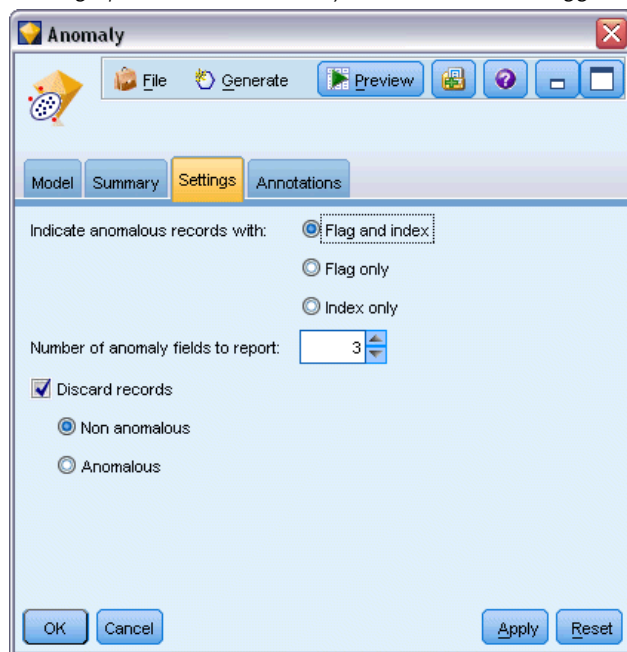 Anomaly
File Generate Preview
Model Summary Settings Annotations
Indicate anomalous records with: Flag and index
Flag only
Index only
Number of anomaly fields to report: 3
Discard records
Non anomalous
Anomalous
OK Cancel Apply Reset